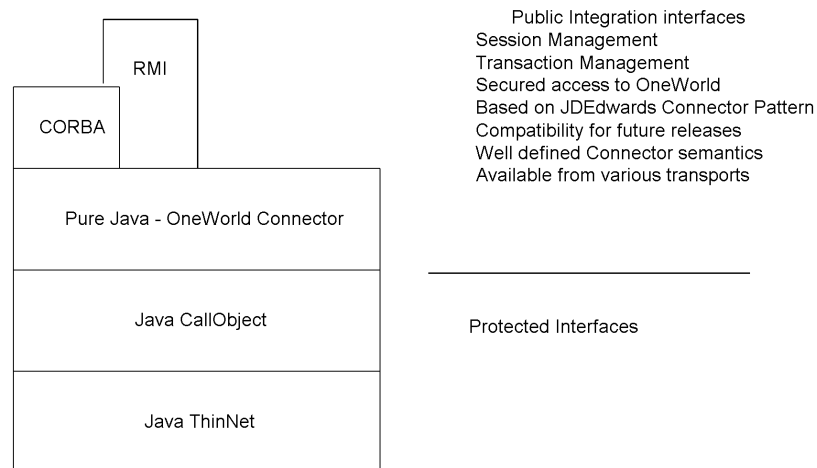 RMI
CORBA
Pure Java - OneWorld Connector
Java CallObject
Java ThinNet
Public Integration interfaces
Session Management
Transaction Management
Secured access to OneWorld
Based on JDEdwards Connector Pattern
Compatibility for future releases
Well defined Connector semantics
Available from various transports
Protected Interfaces